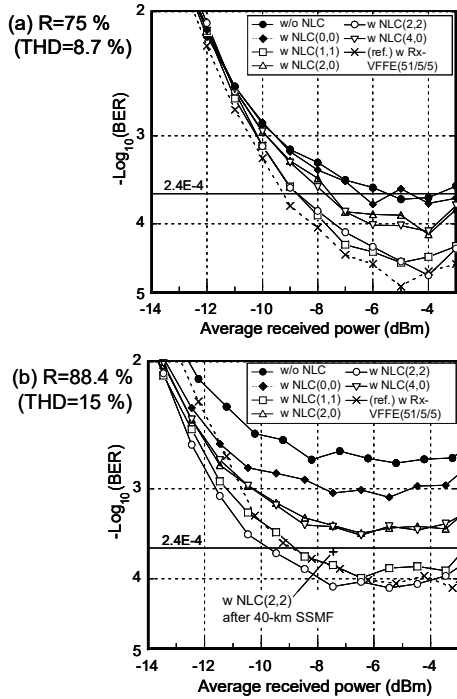 (a) R=75 %
(THD=8.7 %)
2
3
4
5
-Log10(BER)
w/o NLC
w NLC(0,0)
w NLC(1,1)
w NLC(2,0)
w NLC(2,2)
w NLC(4,0)
(ref.) w Rx-
VFFE(51/5/5)
2.4E-4
-14 -12 -10 -8 -6 -4
Average received power (dBm)
(b) R=88.4 %
(THD=15 %)
2
3
4
5
-Log10(BER)
w/o NLC
w NLC(0,0)
w NLC(1,1)
w NLC(2,0)
w NLC(2,2)
w NLC(4,0)
(ref.) w Rx-
VFFE(51/5/5)
2.4E-4
w NLC(2,2)
after 40-km SSMF
-14 -12 -10 -8 -6 -4
Average received power (dBm)